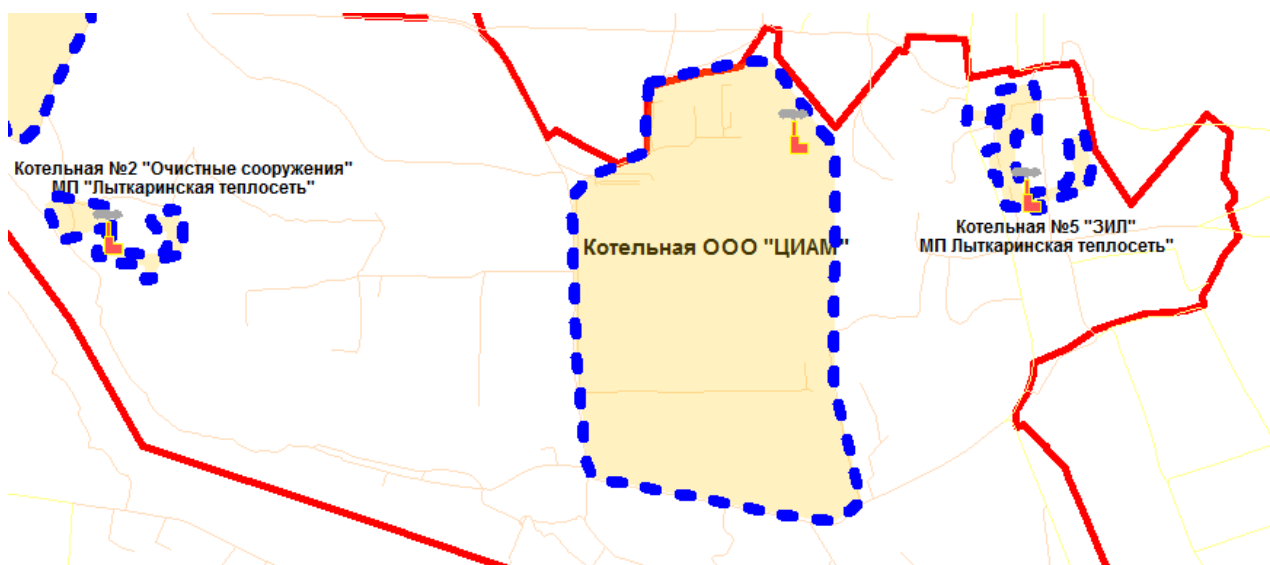 Котельная №2 "Очистные сооружения"
МП "Лыткаринская теплосеть"
Котельная ООО "ЦИАМ"
Котельная №5 "ЗИЛ"
МП Лыткаринская теплосеть"